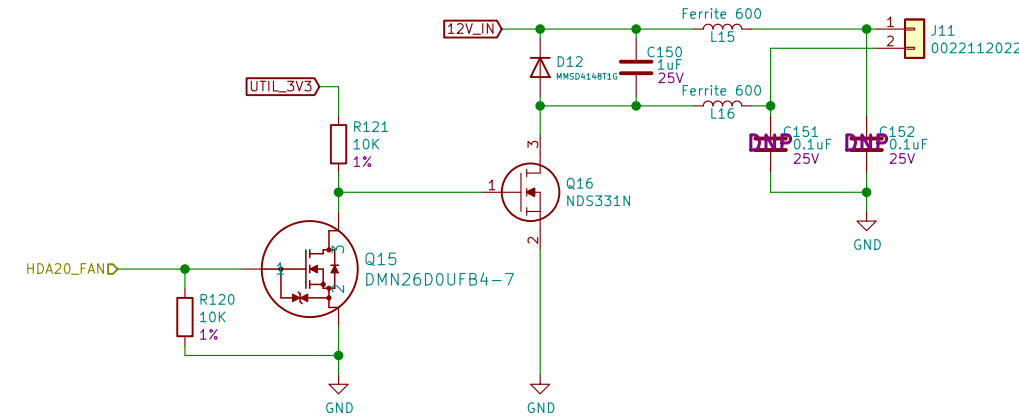 Ferrite 600
12V_IN
L15
1
J11
2
0022112022
D12
MMSD4148T1G
C150
1uF
25V
UTIL_3V3
Ferrite 600
L16
R121
10K
1%
DNP
C151
0.1uF
25V
DNP
C152
0.1uF
25V
3
1
Q16
NDS331N
2
GND
HDA20_FAN
1
3
2
Q15
DMN26D0UFB4-7
R120
10K
1%
GND
GND